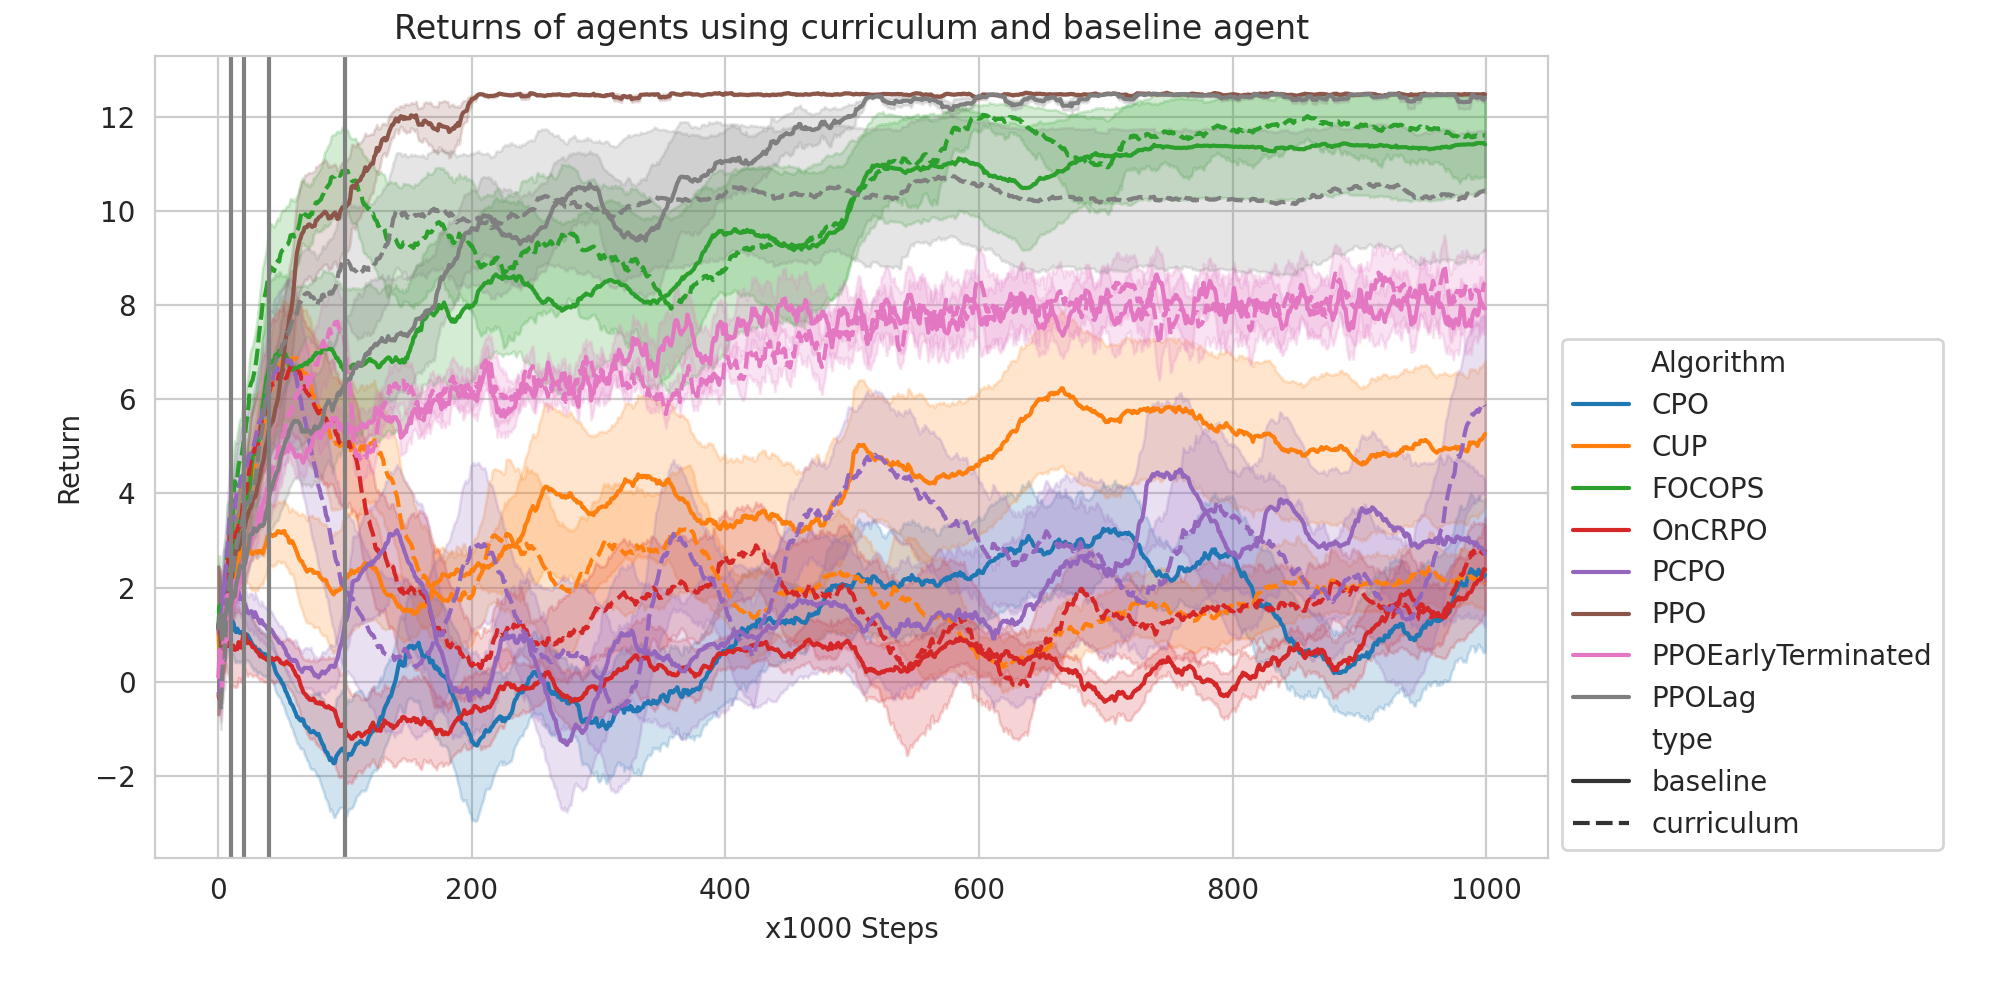 Returns of agents using curriculum and baseline agent
Return
12
10
8
6
4
2
0
−2
0 200 400 600 800 1000
x1000 Steps
Algorithm
CPO
CUP
FOCOPS
OnCRPO
PCPO
PPO
PPOEarlyTerminated
PPOLag
type
baseline
curriculum